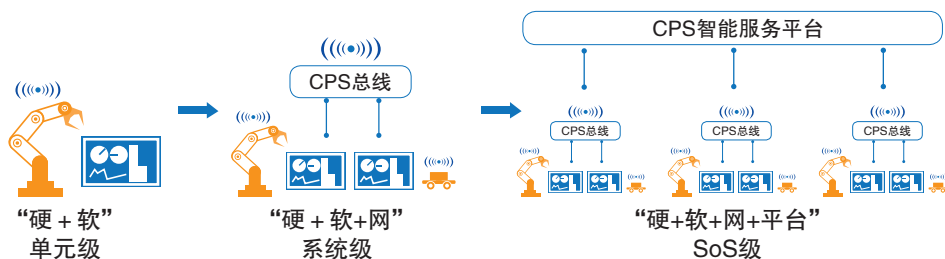 CPS智能服务平台
CPS总线
CPS总线
CPS总线
CPS总线
“硬 + 软”
单元级
“硬 + 软+网”
系统级
“硬+软+网+平台”
SoS级